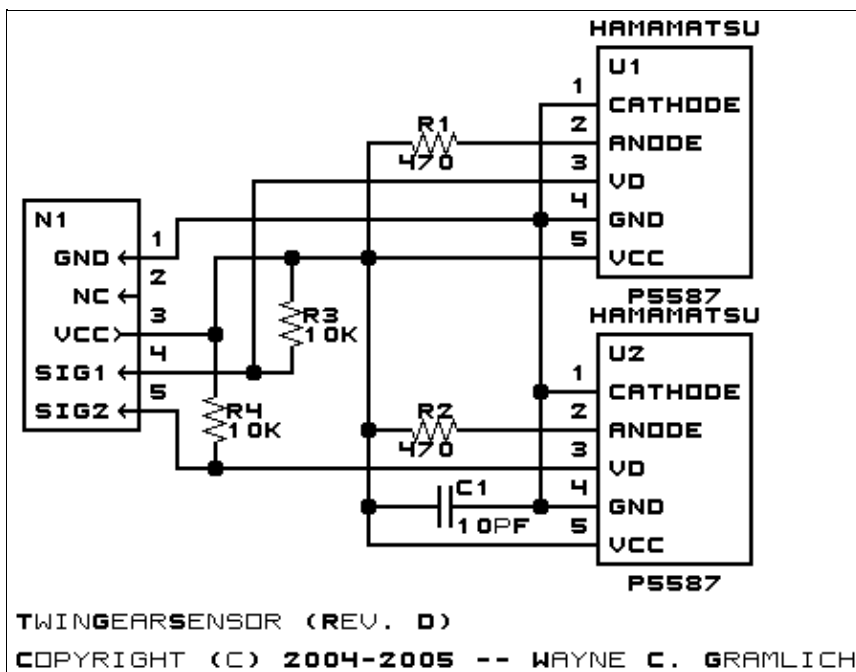 HAMAMATSU
U1
1 CATHODE
2 ANODE
3 VO
4 GND
5 VCC
P5587
R1
470
N1
GND 1
NC 2
VCC 3
SIG1 4
SIG2 5
R3
10K
R4
10K
HAMAMATSU
U2
1 CATHODE
2 ANODE
3 VO
4 GND
5 VCC
P5587
R2
470
C1
10PF
TWINGEARSENSOR (REV. D)
COPYRIGHT (C) 2004-2005 -- WAYNE C. GRAMLICH